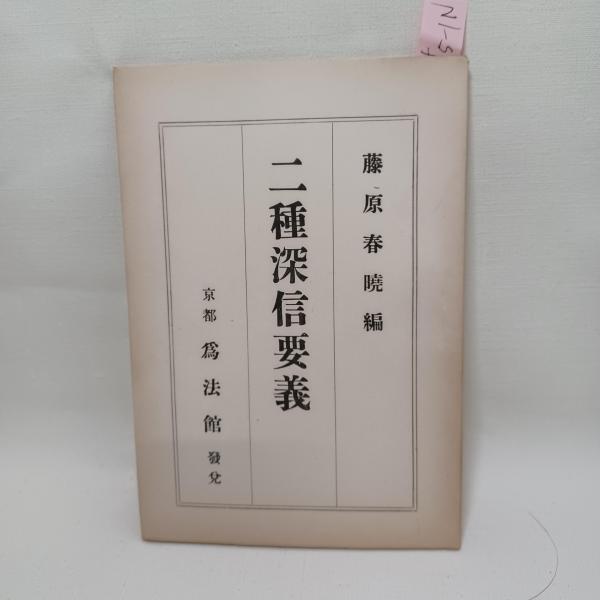 藤原春曉編
二種深信要義
京都 爲法館 發兌